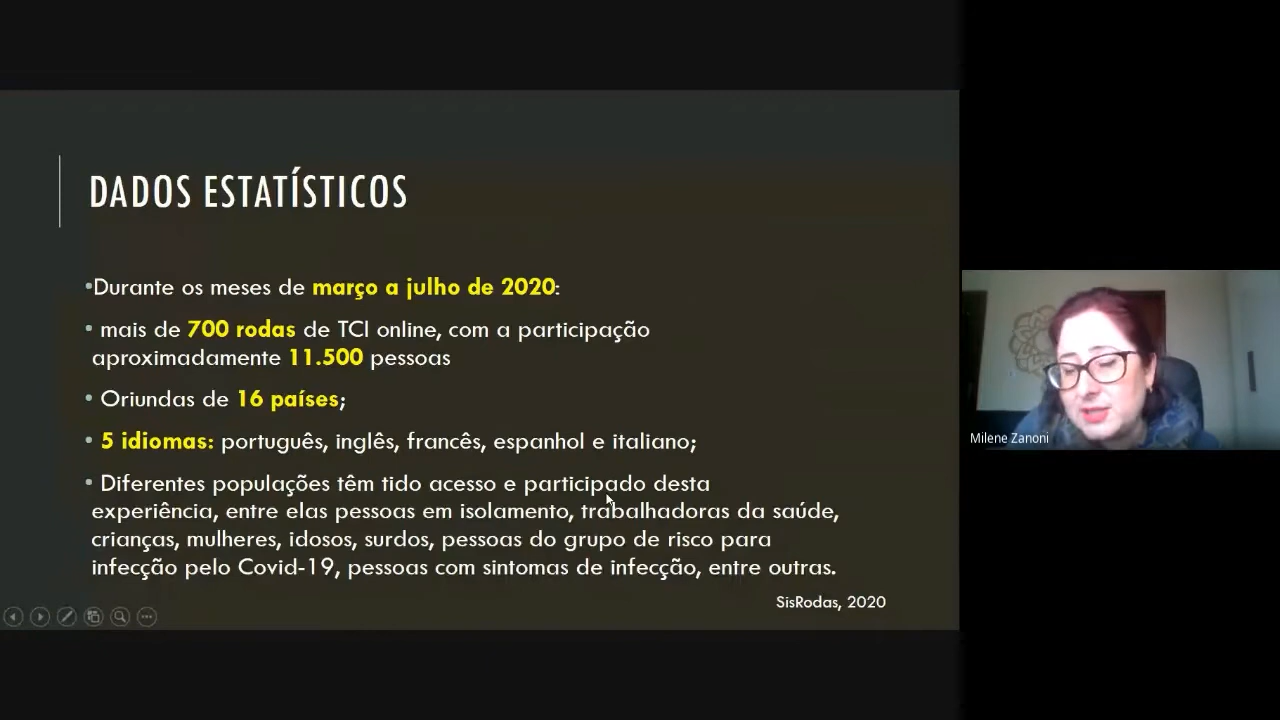 DADOS ESTATÍSTICOS
•Durante os meses de março a julho de 2020:
• mais de 700 rodas de TCI online, com a participação
aproximadamente 11.500 pessoas
• Oriundas de 16 países;
• 5 idiomas: português, inglês, francês, espanhol e italiano;
• Diferentes populações têm tido acesso e participado desta
experiência, entre elas pessoas em isolamento, trabalhadoras da saúde,
crianças, mulheres, idosos, surdos, pessoas do grupo de risco para
infecção pelo Covid-19, pessoas com sintomas de infecção, entre outras.
SisRodas, 2020
Milene Zanoni